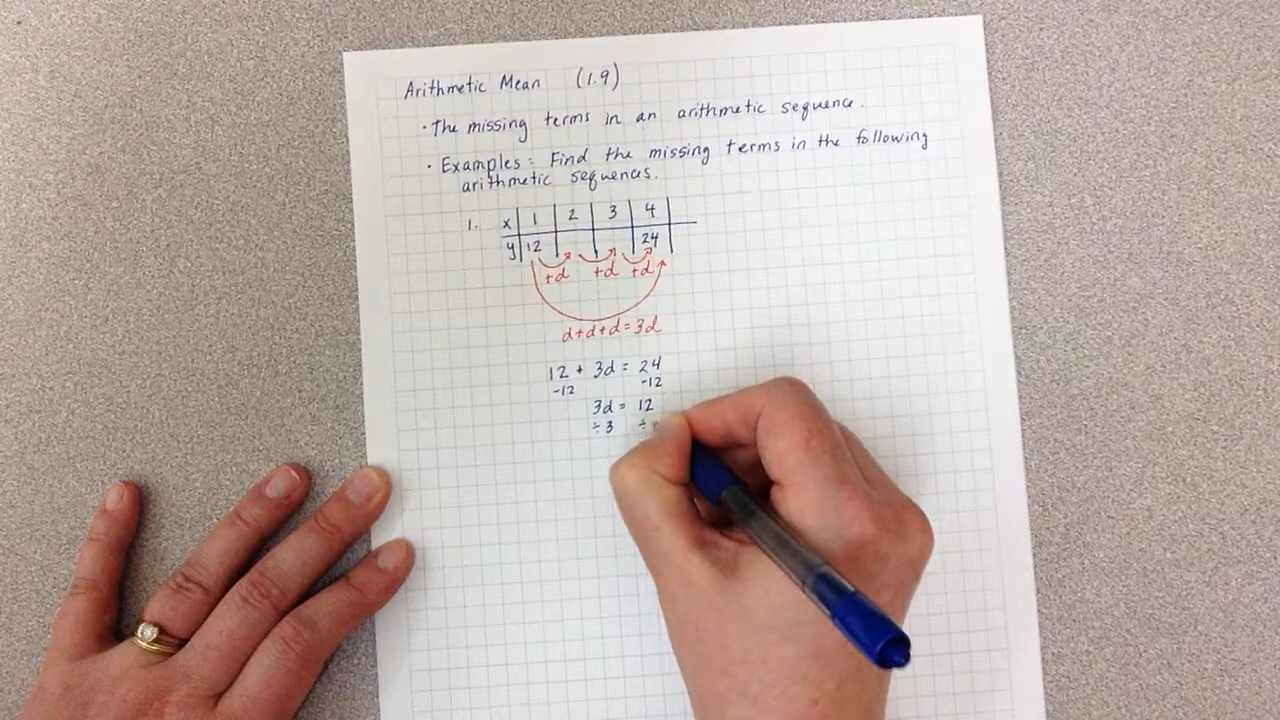 Arithmetic Mean (1.9)
· The missing terms in an arithmetic sequence.
· Examples: Find the missing terms in the following
arithmetic sequences.
1. x 1 2 3 4
y 12 24
+d +d +d
d+d+d=3d
12 + 3d = 24
-12 -12
3d = 12
÷3 ÷